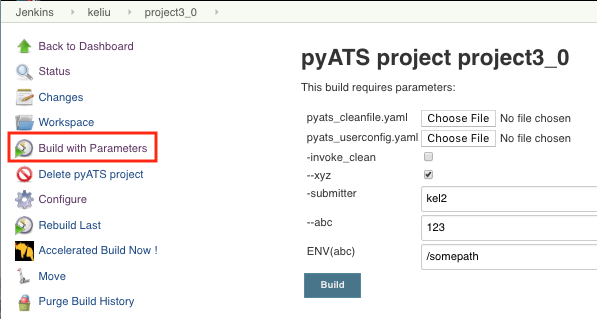 Jenkins keliu project3_0
Back to Dashboard
Status
Changes
Workspace
Build with Parameters
Delete pyATS project
Configure
Rebuild Last
Accelerated Build Now !
Move
Purge Build History
pyATS project project3_0
This build requires parameters:
pyats_cleanfile.yaml Choose File No file chosen
pyats_userconfig.yaml Choose File No file chosen
-invoke_clean
--xyz
-submitter kel2
--abc 123
ENV(abc) /somepath
Build